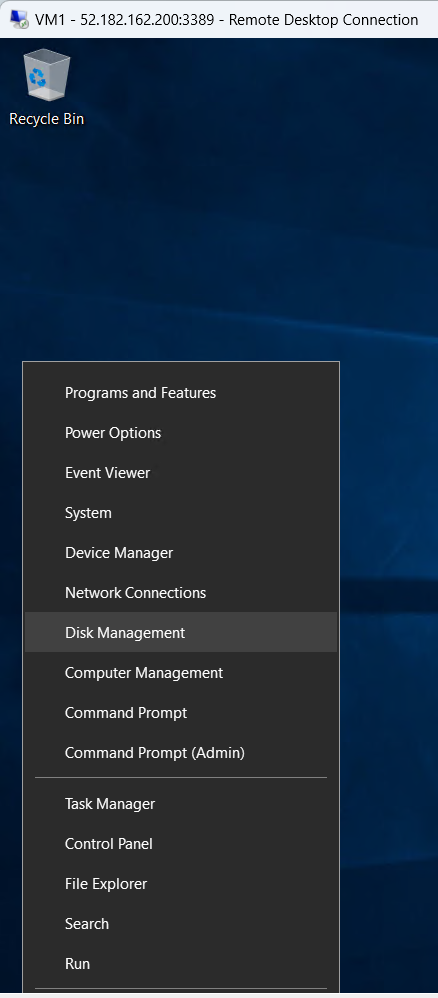 VM1 - 52.182.162.200:3389 - Remote Desktop Connection
Recycle Bin
Programs and Features
Power Options
Event Viewer
System
Device Manager
Network Connections
Disk Management
Computer Management
Command Prompt
Command Prompt (Admin)
Task Manager
Control Panel
File Explorer
Search
Run